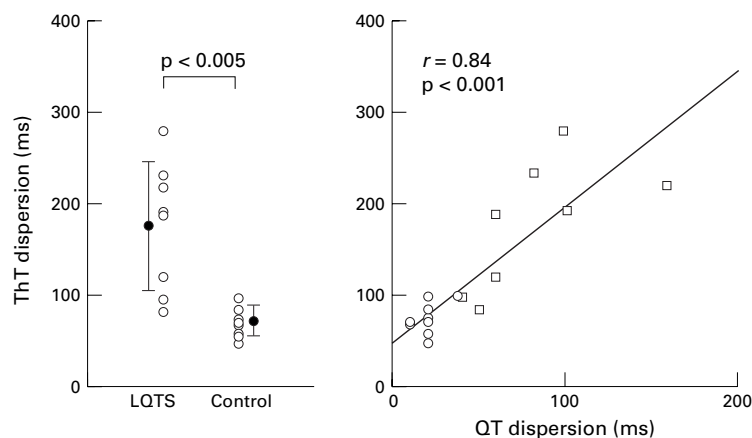 400
300
200
100
0
ThT dispersion (ms)
p < 0.005
LQTS
Control
400
300
200
100
0
r = 0.84
p < 0.001
0
100
200
QT dispersion (ms)